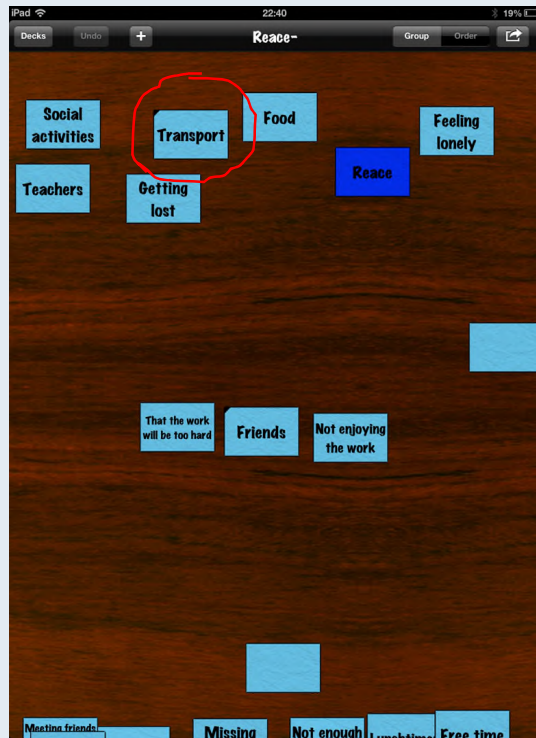 iPad
22:40
19%
Decks
Undo
+
Reace-
Group
Order
Social
activities
Transport
Food
Feeling
lonely
Reace
Teachers
Getting
lost
That the work
will be too hard
Friends
Not enjoying
the work
Meeting friends
Missing
Not enough
Lunchtime
Free time